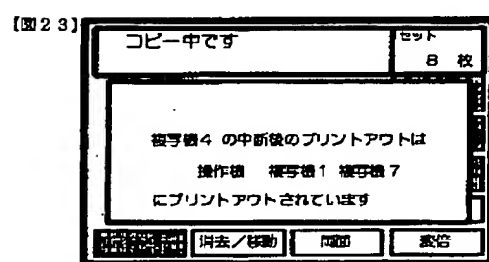 【図23】
コピー中です
セット
8 枚
複写機4 の中断後のプリントアウトは
操作機 複写機1 複写機7
にプリントアウトされています
消去/移動 両面 変倍